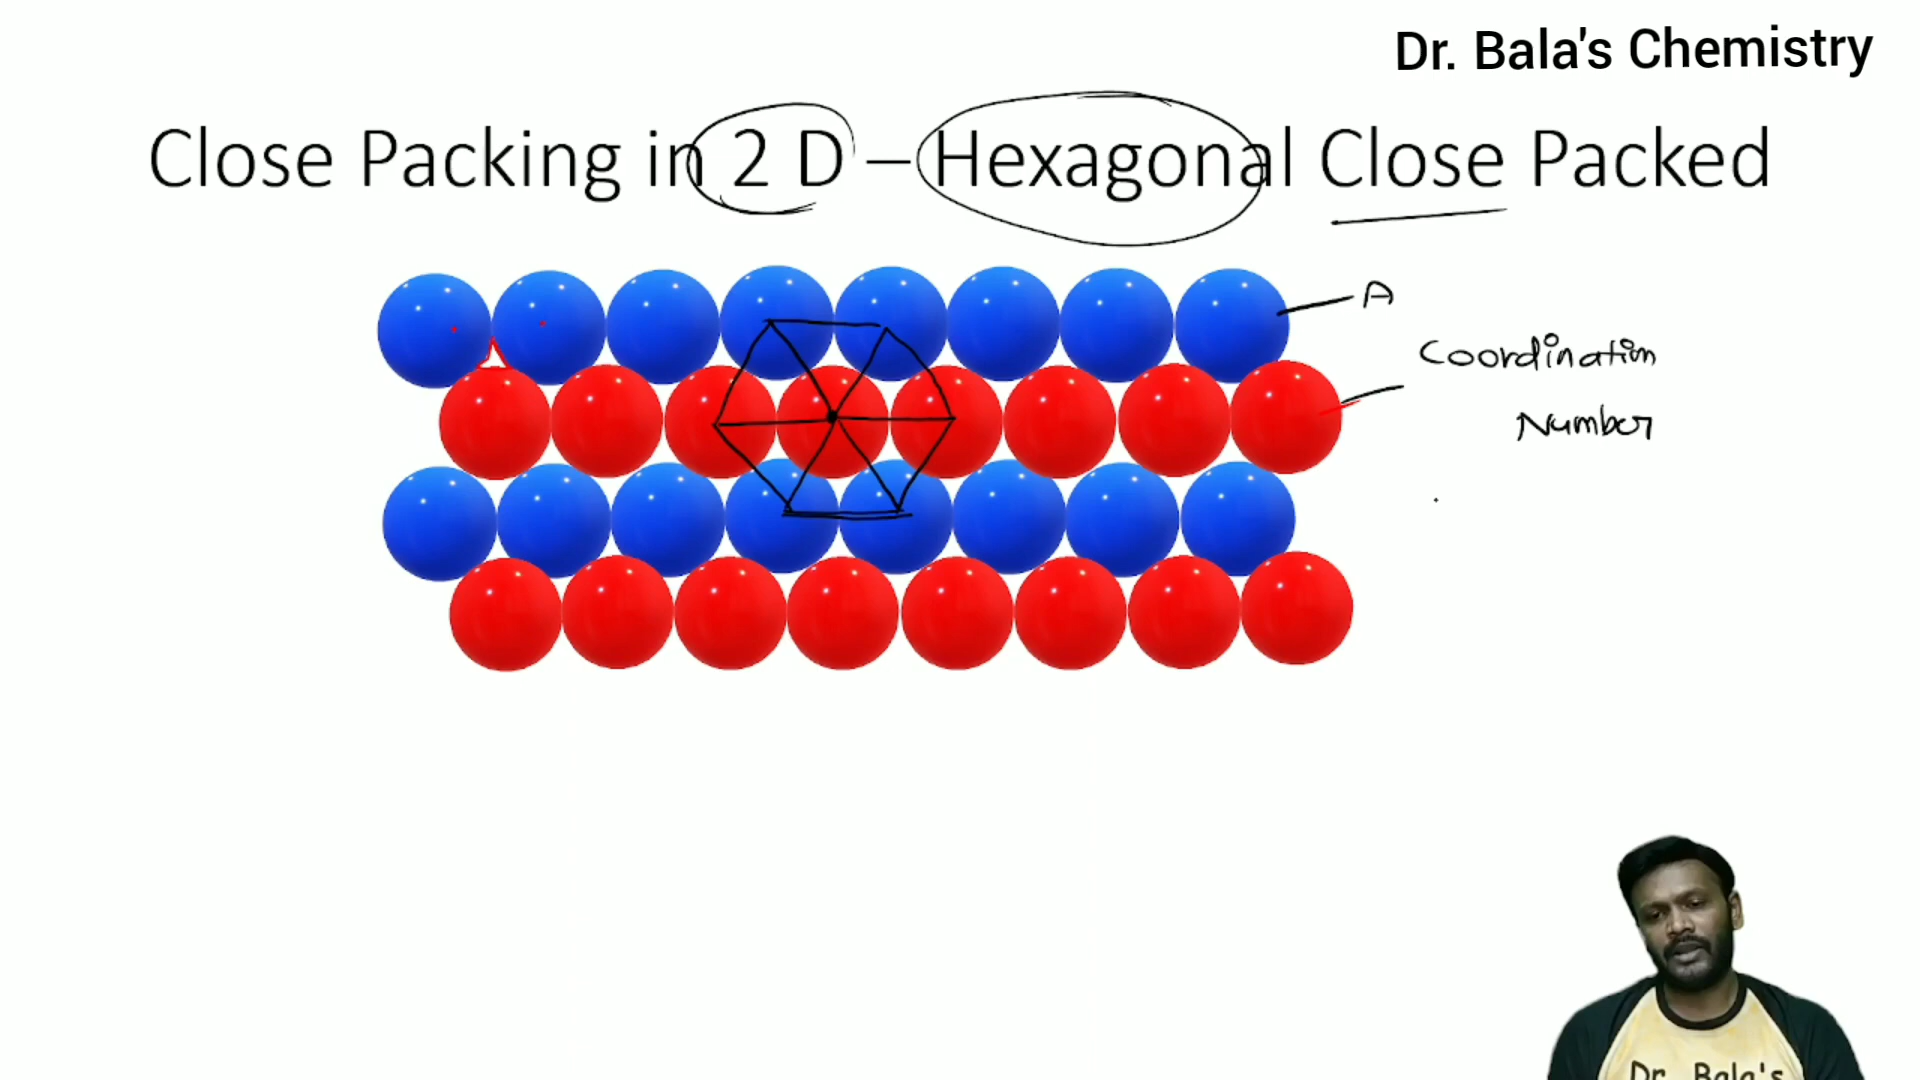 Dr. Bala's Chemistry
Close Packing in 2 D – Hexagonal Close Packed
A
Coordination
Number
Dr. Bala's